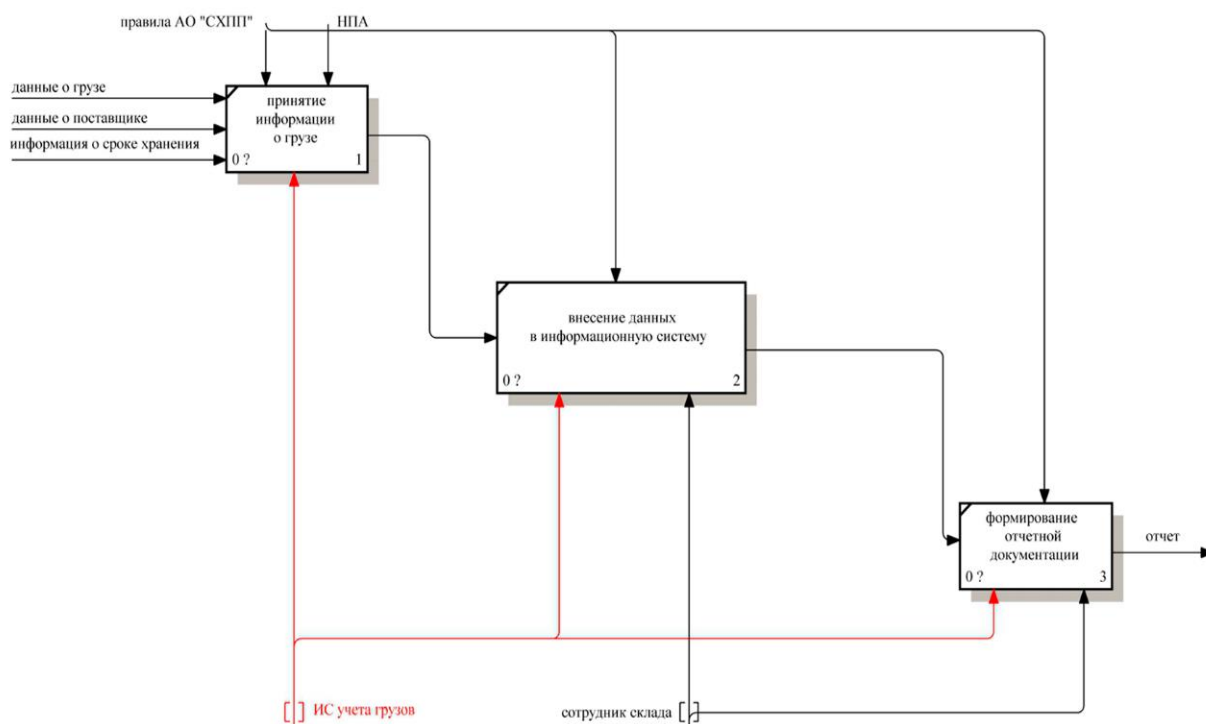 правила АО "СХПП"
НПА
данные о грузе
данные о поставщике
информация о сроке хранения
принятие
информации
о грузе
0 ?
1
внесение данных
в информационную систему
0 ?
2
формирование
отчетной
документации
0 ?
3
отчет
ИС учета грузов
сотрудник склада